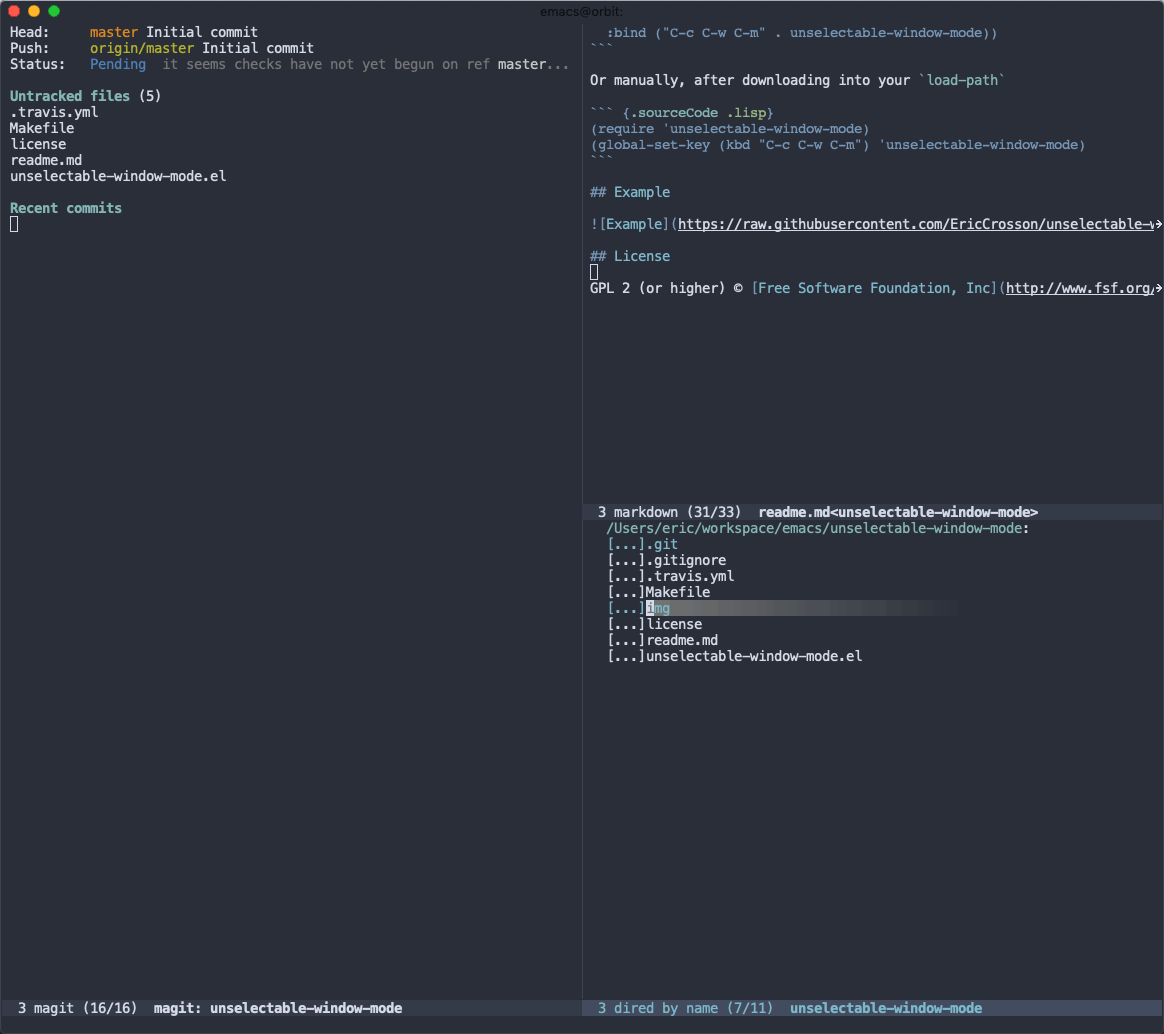 emacs@orbit:
Head:     master Initial commit
Push:     origin/master Initial commit
Status:   Pending  it seems checks have not yet begun on ref master...
Untracked files (5)
.travis.yml
Makefile
license
readme.md
unselectable-window-mode.el
Recent commits
3 magit (16/16)  magit: unselectable-window-mode
:bind ("C-c C-w C-m" . unselectable-window-mode))
```
Or manually, after downloading into your `load-path`
``` {.sourceCode .lisp}
(require 'unselectable-window-mode)
(global-set-key (kbd "C-c C-w C-m") 'unselectable-window-mode)
```
## Example
![Example](https://raw.githubusercontent.com/EricCrosson/unselectable-w
## License
GPL 2 (or higher) © [Free Software Foundation, Inc](http://www.fsf.org/
3 markdown (31/33)  readme.md<unselectable-window-mode>
/Users/eric/workspace/emacs/unselectable-window-mode:
[...].git
[...].gitignore
[...].travis.yml
[...]Makefile
[...]img
[...]license
[...]readme.md
[...]unselectable-window-mode.el
3 dired by name (7/11)  unselectable-window-mode